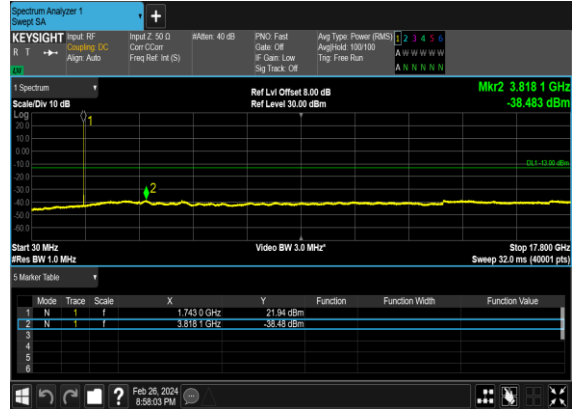 Spectrum Analyzer 1
Swept SA
+
KEYSIGHT Input: RF Input Z: 50 Ω #Atten: 40 dB PNO: Fast Avg Type: Power (RMS) 1 2 3 4 5 6
R T Coupling: DC Corr CCorr Gate: Off Avg|Hold: 100/100 A W W W W W
Align: Auto Freq Ref: Int (S) IF Gain: Low Trig: Free Run
LW Sig Track: Off A N N N N N
1 Spectrum Ref Lvl Offset 8.00 dB Mkr2 3.818 1 GHz
Scale/Div 10 dB Ref Level 30.00 dBm -38.483 dBm
Log
20.0
10.0
0.00
-10.0
-20.0
-30.0
-40.0
-50.0
-60.0
1
DL1 -13.00 dBm
2
Start 30 MHz Video BW 3.0 MHz* Stop 17.800 GHz
#Res BW 1.0 MHz Sweep 32.0 ms (40001 pts)
5 Marker Table
Mode Trace Scale X Y Function Function Width Function Value
1 N 1 f 1.743 0 GHz 21.94 dBm
2 N 1 f 3.818 1 GHz -38.48 dBm
3
4
5
6
? Feb 26, 2024
8:58:03 PM